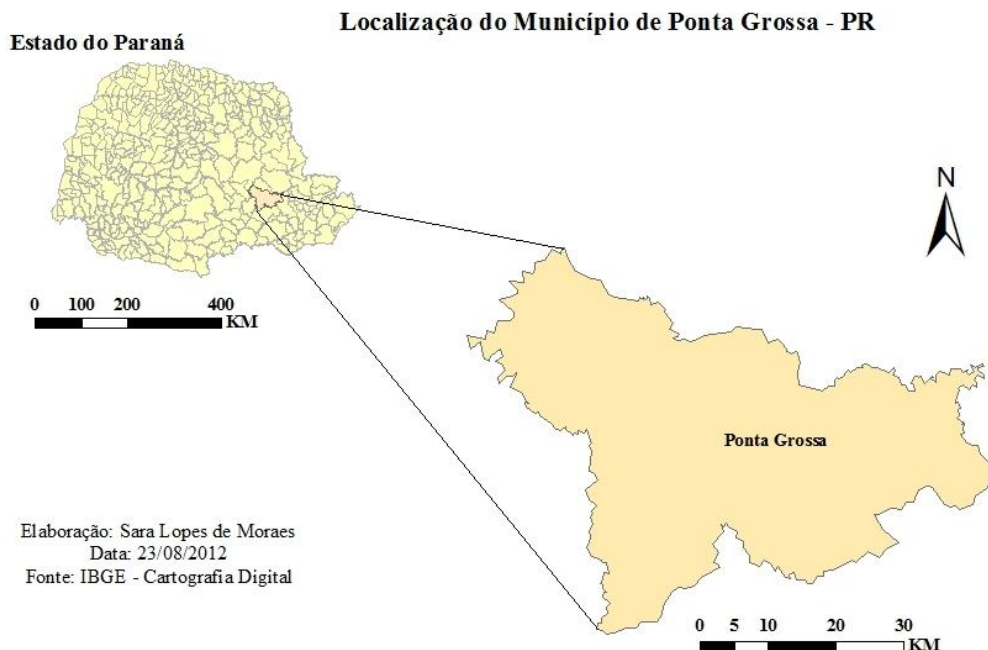 Localização do Município de Ponta Grossa - PR
Estado do Paraná
N
0 100 200 400
KM
Ponta Grossa
Elaboração: Sara Lopes de Moraes
Data: 23/08/2012
Fonte: IBGE - Cartografia Digital
0 5 10 20 30
KM